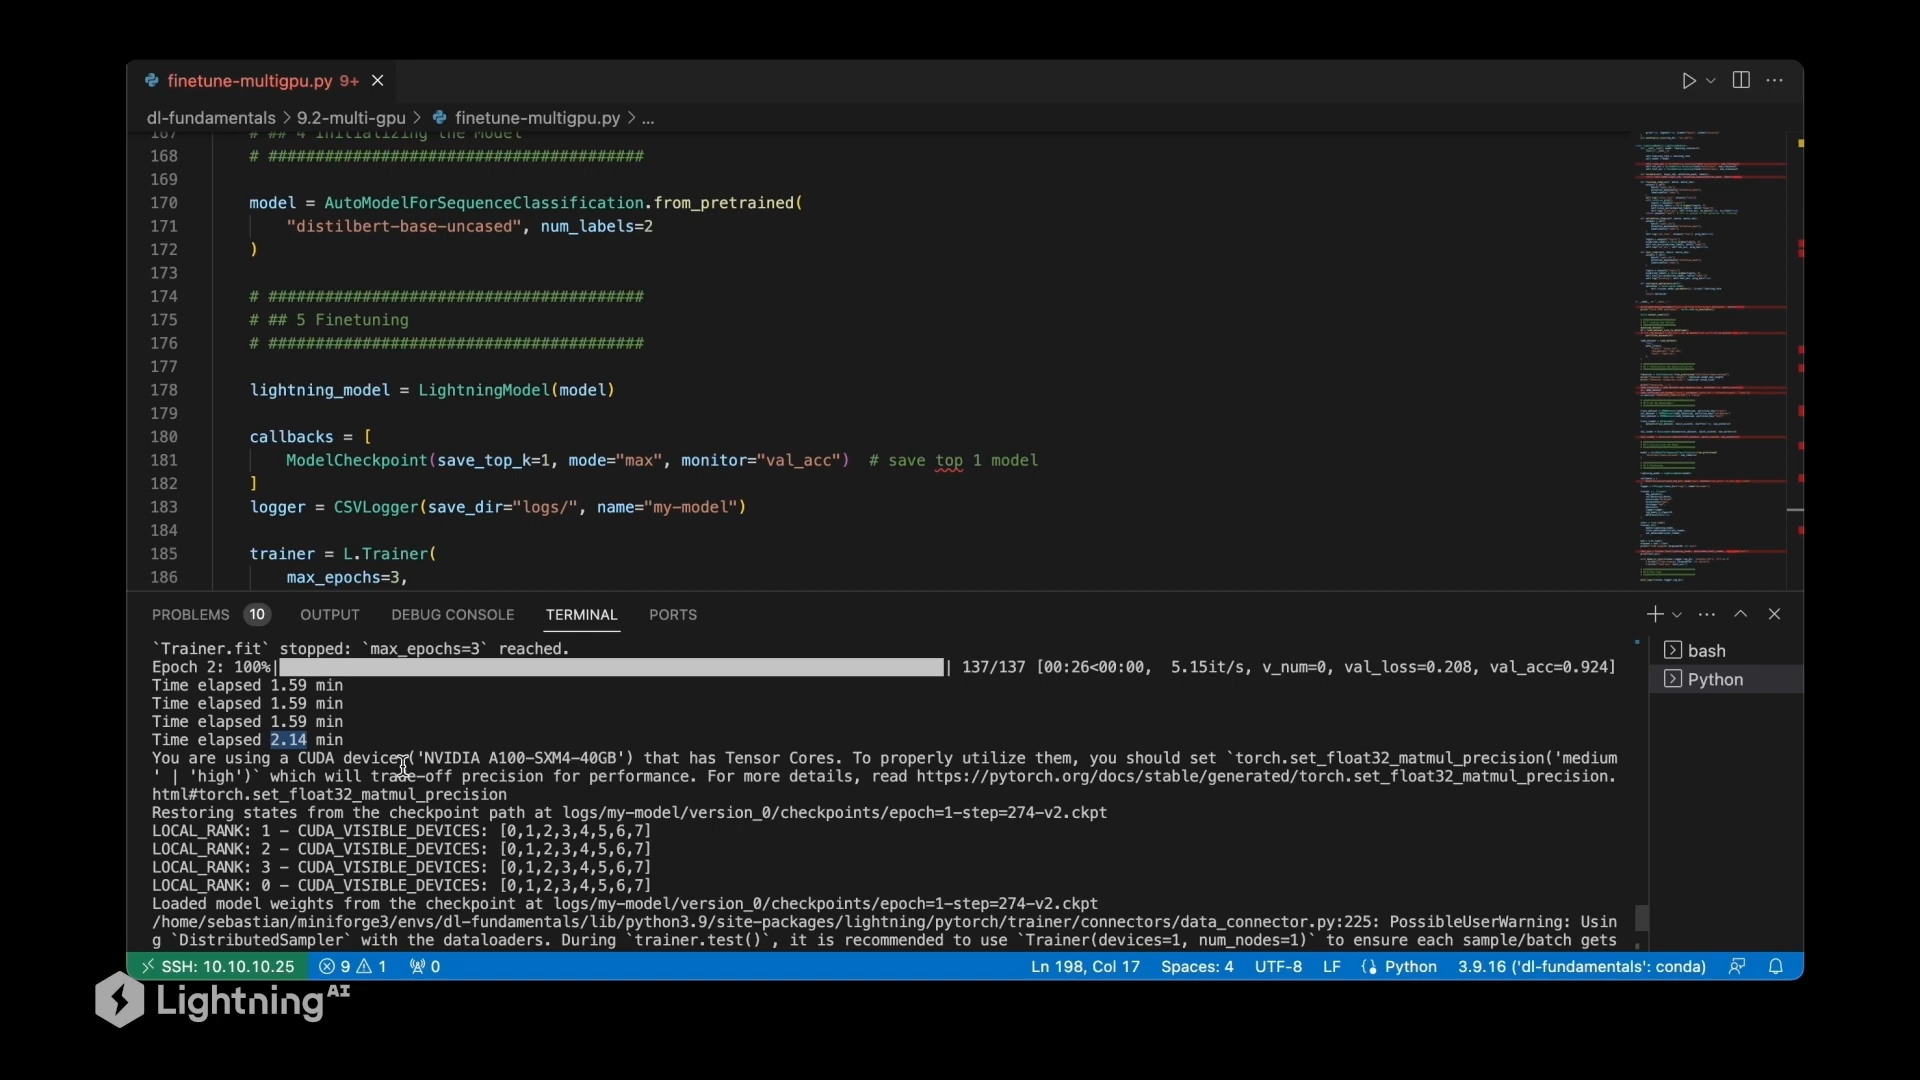 finetune-multigpu.py 9+
dl-fundamentals > 9.2-multi-gpu > finetune-multigpu.py > ...
167 # ## 4 Initializing the Model
168 # ########################################
169
170 model = AutoModelForSequenceClassification.from_pretrained(
171 "distilbert-base-uncased", num_labels=2
172 )
173
174 # ########################################
175 # ## 5 Finetuning
176 # ########################################
177
178 lightning_model = LightningModel(model)
179
180 callbacks = [
181 ModelCheckpoint(save_top_k=1, mode="max", monitor="val_acc")  # save top 1 model
182 ]
183 logger = CSVLogger(save_dir="logs/", name="my-model")
184
185 trainer = L.Trainer(
186 max_epochs=3,
PROBLEMS 10 OUTPUT DEBUG CONSOLE TERMINAL PORTS
`Trainer.fit` stopped: `max_epochs=3` reached.
Epoch 2: 100%| | 137/137 [00:26<00:00,  5.15it/s, v_num=0, val_loss=0.208, val_acc=0.924]
Time elapsed 1.59 min
Time elapsed 1.59 min
Time elapsed 1.59 min
Time elapsed 2.14 min
You are using a CUDA device ('NVIDIA A100-SXM4-40GB') that has Tensor Cores. To properly utilize them, you should set `torch.set_float32_matmul_precision('medium
' | 'high')` which will trade-off precision for performance. For more details, read https://pytorch.org/docs/stable/generated/torch.set_float32_matmul_precision.
html#torch.set_float32_matmul_precision
Restoring states from the checkpoint path at logs/my-model/version_0/checkpoints/epoch=1-step=274-v2.ckpt
LOCAL_RANK: 1 - CUDA_VISIBLE_DEVICES: [0,1,2,3,4,5,6,7]
LOCAL_RANK: 2 - CUDA_VISIBLE_DEVICES: [0,1,2,3,4,5,6,7]
LOCAL_RANK: 3 - CUDA_VISIBLE_DEVICES: [0,1,2,3,4,5,6,7]
LOCAL_RANK: 0 - CUDA_VISIBLE_DEVICES: [0,1,2,3,4,5,6,7]
Loaded model weights from the checkpoint at logs/my-model/version_0/checkpoints/epoch=1-step=274-v2.ckpt
/home/sebastian/miniforge3/envs/dl-fundamentals/lib/python3.9/site-packages/lightning/pytorch/trainer/connectors/data_connector.py:225: PossibleUserWarning: Usin
g `DistributedSampler` with the dataloaders. During `trainer.test()`, it is recommended to use `Trainer(devices=1, num_nodes=1)` to ensure each sample/batch gets
bash
Python
SSH: 10.10.10.25 9 1 0 Ln 198, Col 17 Spaces: 4 UTF-8 LF Python 3.9.16 ('dl-fundamentals': conda)
Lightning AI